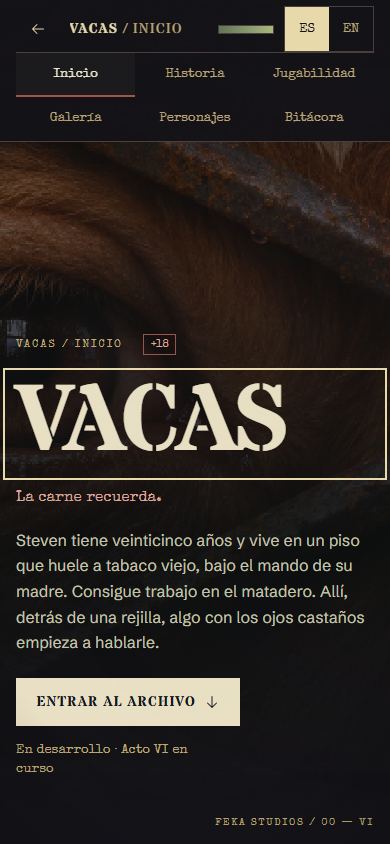 ← VACAS / INICIO ES EN
Inicio Historia Jugabilidad
Galería Personajes Bitácora
VACAS / INICIO +18
VACAS
La carne recuerda.
Steven tiene veinticinco años y vive en un piso
que huele a tabaco viejo, bajo el mando de su
madre. Consigue trabajo en el matadero. Allí,
detrás de una rejilla, algo con los ojos castaños
empieza a hablarle.
ENTRAR AL ARCHIVO ↓
En desarrollo · Acto VI en
curso
FEKA STUDIOS / 00 — VI